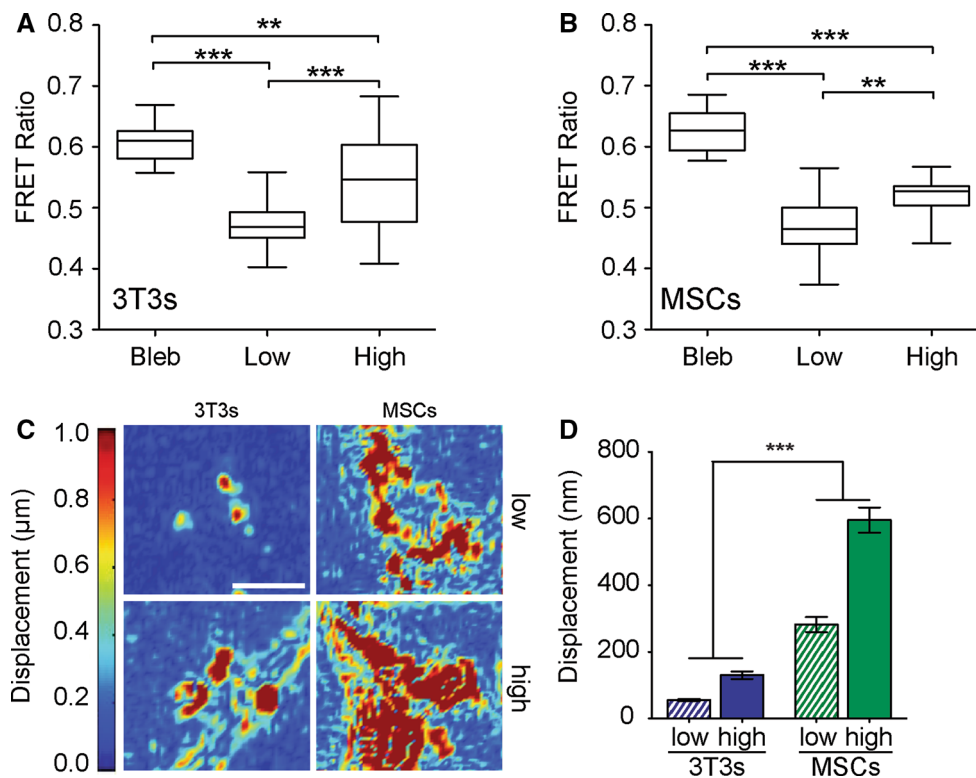 A
FRET Ratio
0.8
0.7
0.6
0.5
0.4
0.3
**
***
***
3T3s
Bleb Low High
B
FRET Ratio
0.8
0.7
0.6
0.5
0.4
0.3
***
***
**
MSCs
Bleb Low High
C
3T3s MSCs
Displacement (µm)
1.0
0.8
0.6
0.4
0.2
0.0
low
high
D
Displacement (nm)
800
600
400
200
0
***
low high low high
3T3s MSCs